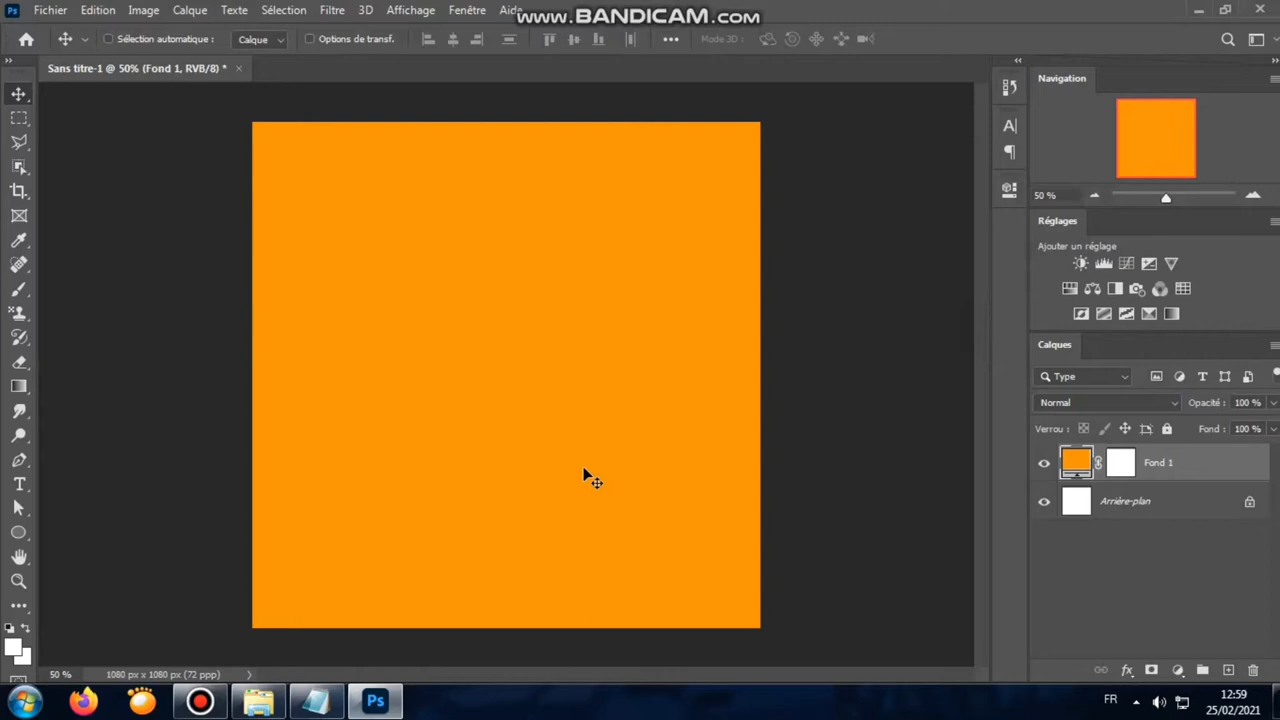 www.BANDICAM.com
Ps Fichier Edition Image Calque Texte Sélection Filtre 3D Affichage Fenêtre Aide
Sélection automatique : Calque Options de transf. Mode 3D :
Sans titre-1 @ 50% (Fond 1, RVB/8) *
Navigation
50 %
Réglages
Ajouter un réglage
Calques
Type
Normal Opacité : 100 %
Verrou : Fond : 100 %
Fond 1
Arrière-plan
50 % 1080 px x 1080 px (72 ppp)
Ps FR 12:59
25/02/2021